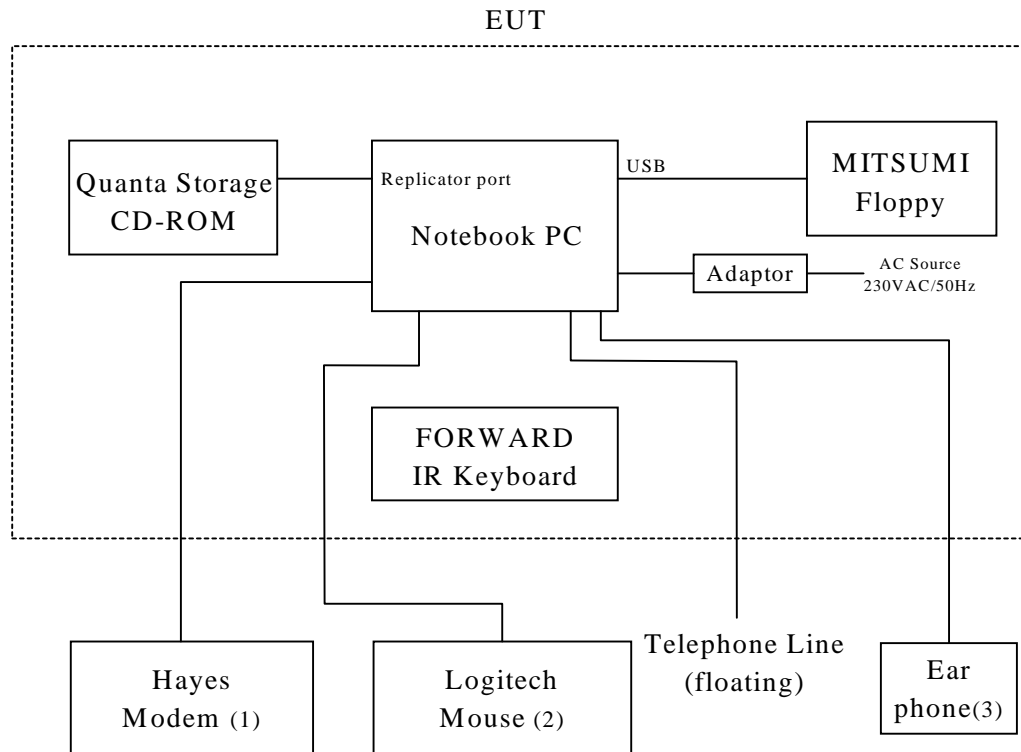 EUT
Quanta Storage
CD-ROM
Replicator port
Notebook PC
USB
MITSUMI
Floppy
Adaptor
AC Source
230VAC/50Hz
FORWARD
IR Keyboard
Hayes
Modem (1)
Logitech
Mouse (2)
Telephone Line
(floating)
Ear
phone(3)